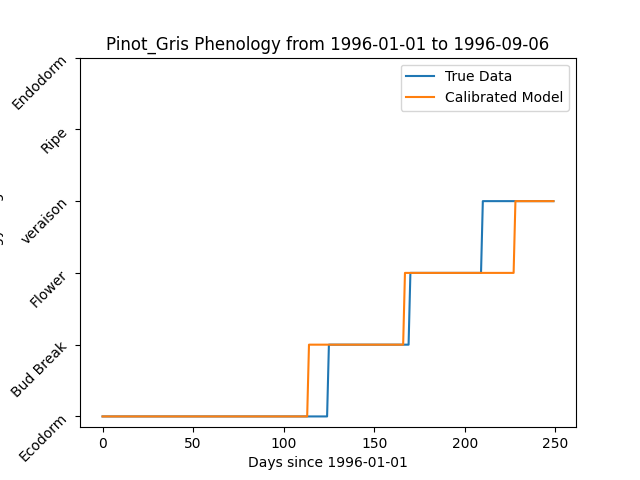 Pinot_Gris Phenology from 1996-01-01 to 1996-09-06
True Data
Calibrated Model
Endodorm
Ripe
veraison
Flower
Bud Break
Ecodorm
0 50 100 150 200 250
Days since 1996-01-01